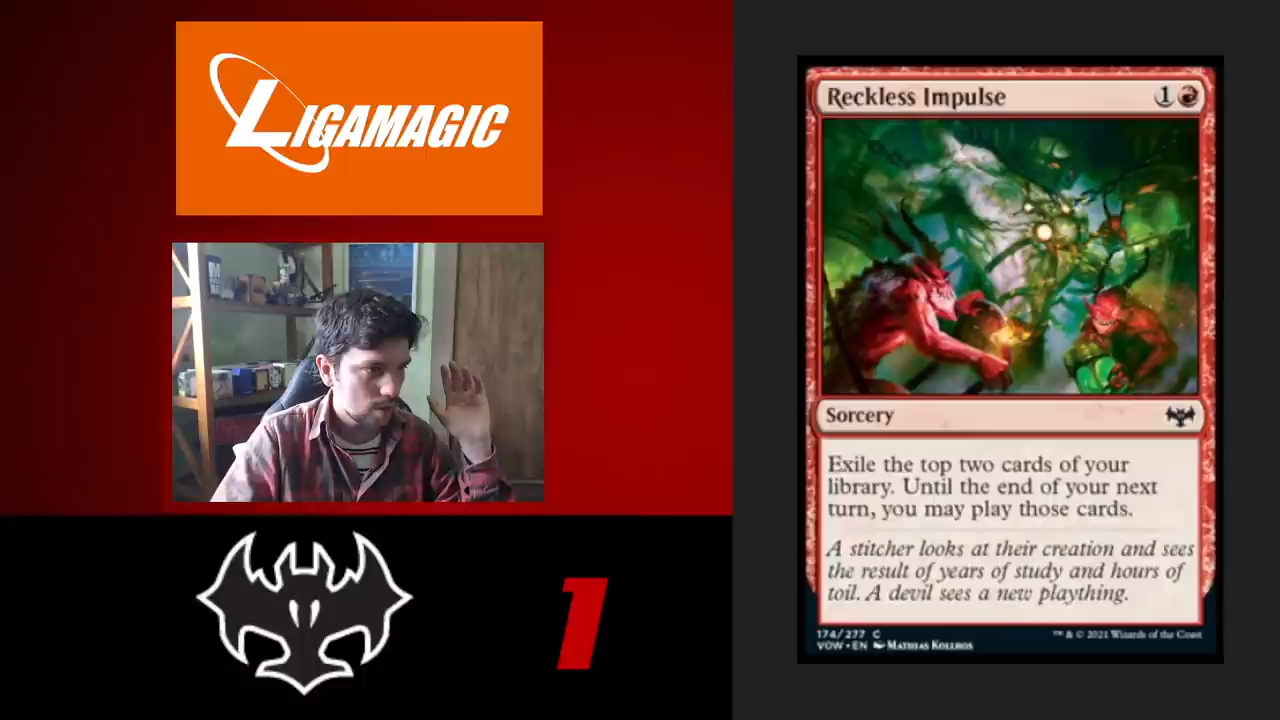 LIGAMAGIC
1
Reckless Impulse
1
Sorcery
Exile the top two cards of your
library. Until the end of your next
turn, you may play those cards.
A stitcher looks at their creation and sees
the result of years of study and hours of
toil. A devil sees a new plaything.
174/277 C
™ & © 2021 Wizards of the Coast
VOW • EN Mathias Kollros